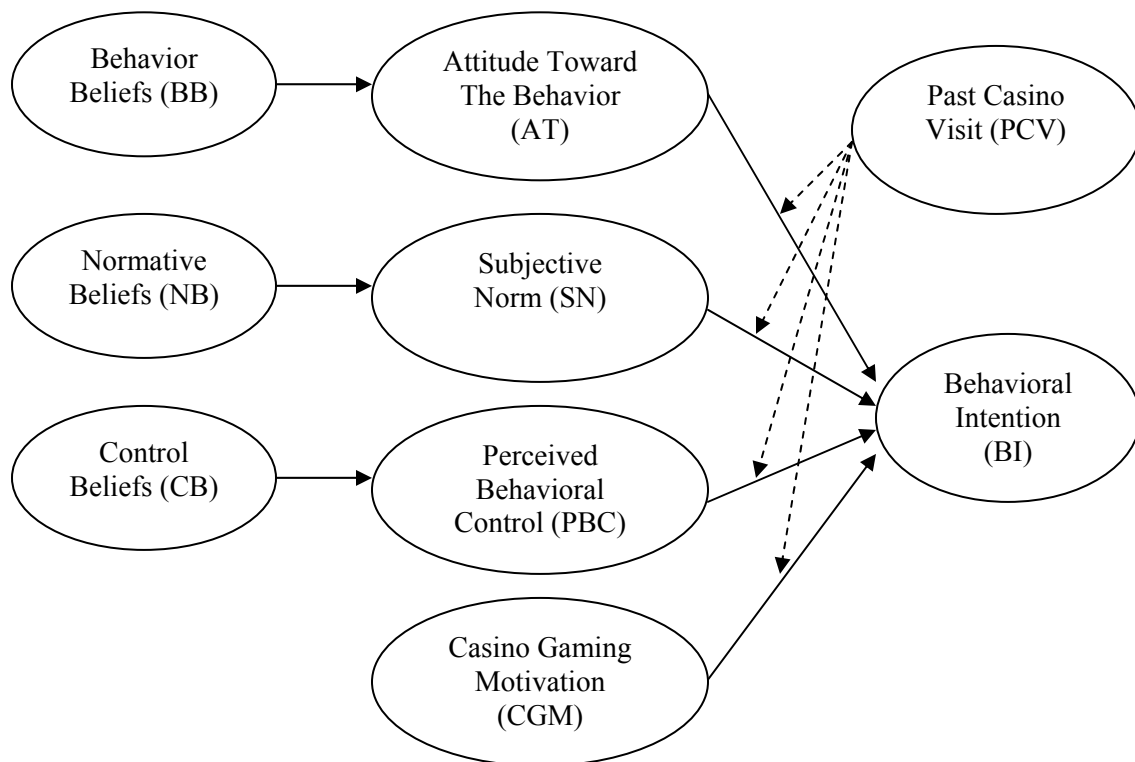 Behavior
Beliefs (BB)
Attitude Toward
The Behavior
(AT)
Past Casino
Visit (PCV)
Normative
Beliefs (NB)
Subjective
Norm (SN)
Behavioral
Intention
(BI)
Control
Beliefs (CB)
Perceived
Behavioral
Control (PBC)
Casino Gaming
Motivation
(CGM)